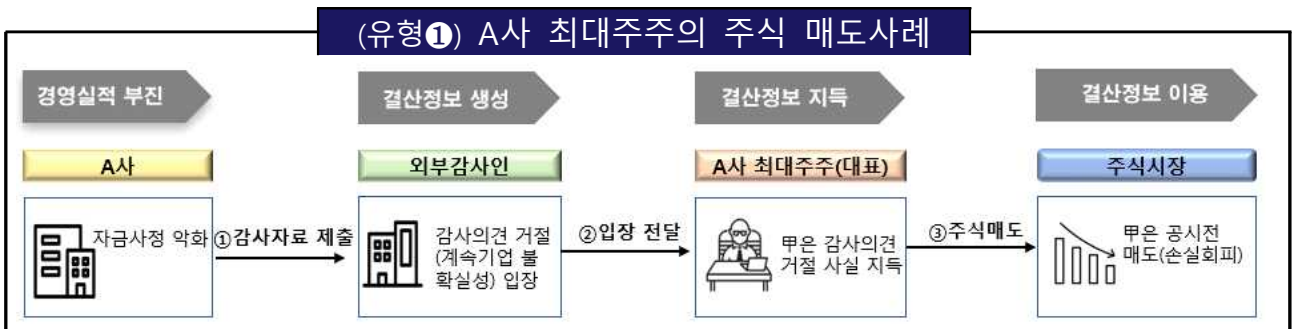 (유형❶) A사 최대주주의 주식 매도사례
경영실적 부진
결산정보 생성
결산정보 지득
결산정보 이용
A사
외부감사인
A사 최대주주(대표)
주식시장
자금사정 악화
①감사자료 제출
감사의견 거절
(계속기업 불
확실성) 입장
②입장 전달
甲은 감사의견
거절 사실 지득
③주식매도
甲은 공시전
매도(손실회피)